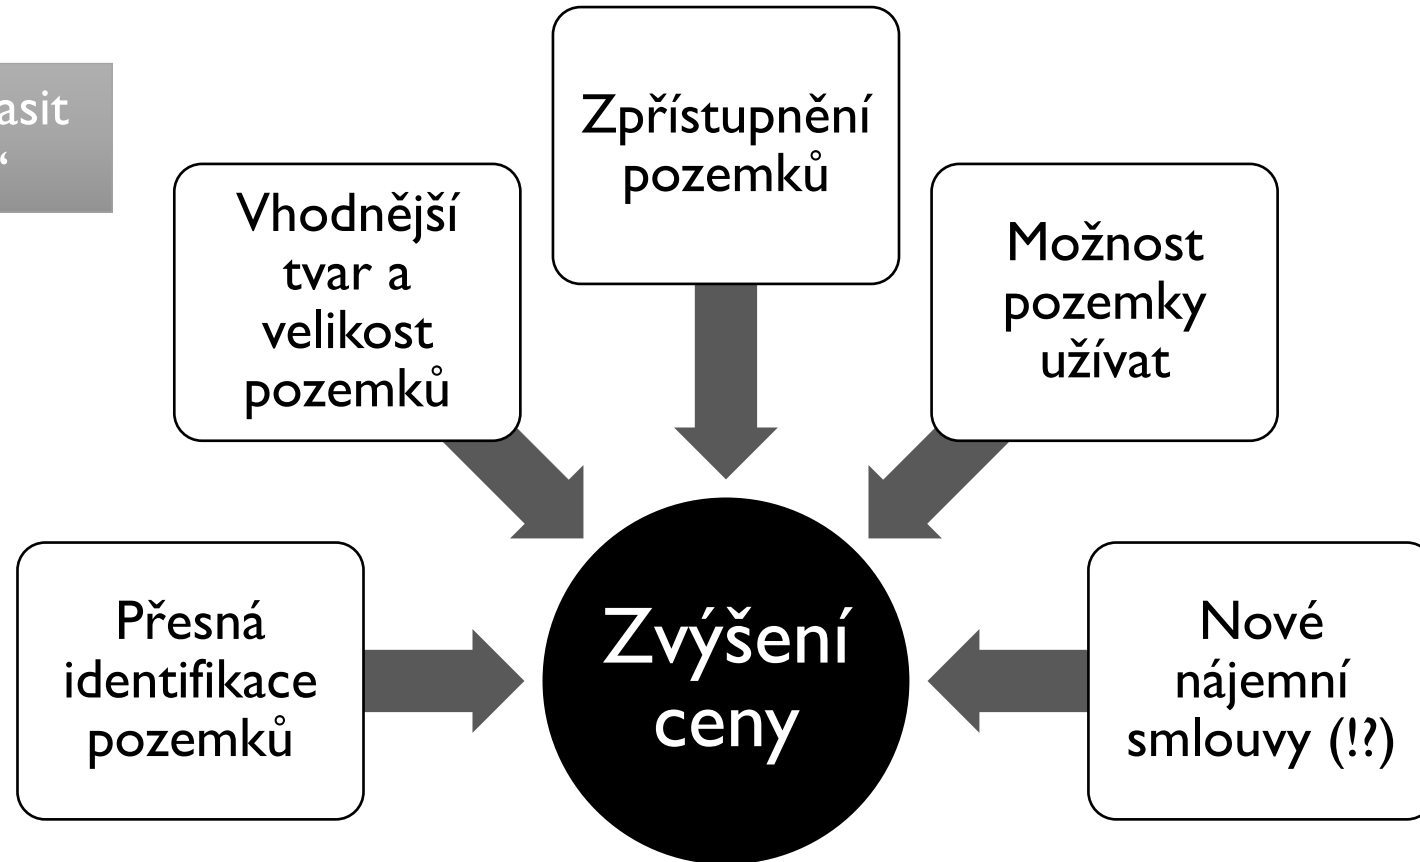 asit
“
Zpřístupnění
pozemků
Vhodnější
tvar a
velikost
pozemků
Možnost
pozemky
užívat
Přesná
identifikace
pozemků
Zvýšení
ceny
Nové
nájemní
smlouvy (!?)